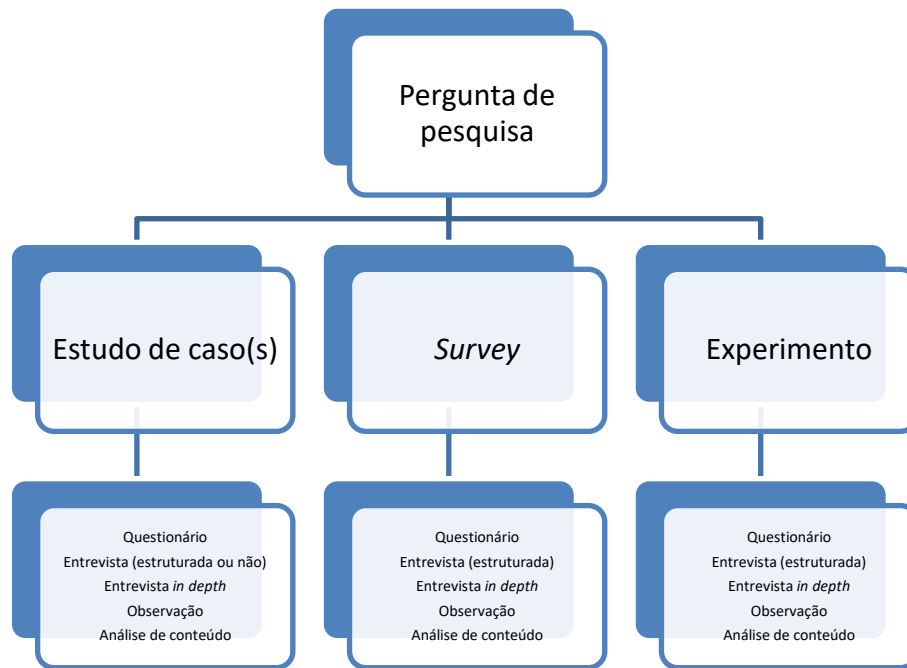 Pergunta de
pesquisa
Estudo de caso(s)
Survey
Experimento
Questionário
Entrevista (estruturada ou não)
Entrevista in depth
Observação
Análise de conteúdo
Questionário
Entrevista (estruturada)
Entrevista in depth
Observação
Análise de conteúdo
Questionário
Entrevista (estruturada)
Entrevista in depth
Observação
Análise de conteúdo